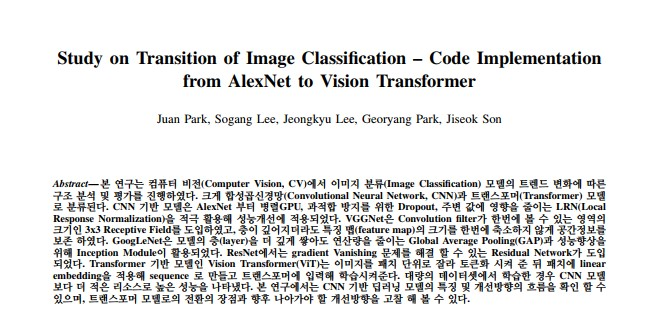 Study on Transition of Image Classification – Code Implementation
from AlexNet to Vision Transformer
Juan Park, Sogang Lee, Jeongkyu Lee, Georyang Park, Jiseok Son
Abstract—본 연구는 컴퓨터 비전(Computer Vision, CV)에서 이미지 분류(Image Classification) 모델의 트렌드 변화에 따른
구조 분석 및 평가를 진행하였다. 크게 합성곱신경망(Convolutional Neural Network, CNN)과 트랜스포머(Transformer) 모델
로 분류된다. CNN 기반 모델은 AlexNet 부터 병렬GPU, 과적합 방지를 위한 Dropout, 주변 값에 영향을 줄이는 LRN(Local
Response Normalization)을 적극 활용해 성능개선에 적용되었다. VGGNet은 Convolution filter가 한번에 볼 수 있는 영역의
크기인 3x3 Receptive Field를 도입하였고, 층이 깊어지더라도 특징 맵(feature map)의 크기를 한번에 축소하지 않게 공간정보를
보존 하였다. GoogLeNet은 모델의 층(layer)을 더 깊게 쌓아도 연산량을 줄이는 Global Average Pooling(GAP)과 성능향상을
위해 Inception Module이 활용되었다. ResNet에서는 gradient Vanishing 문제를 해결 할 수 있는 Residual Network가 도입
되었다. Transformer 기반 모델인 Vision Transformer(ViT)는 이미지를 패치 단위로 잘라 토큰화 시켜 준 뒤 패치에 linear
embedding을 적용해 sequence 로 만들고 트랜스포머에 입력해 학습시켜준다. 대량의 데이터셋에서 학습한 경우 CNN 모델
보다 더 적은 리소스로 높은 성능을 나타냈다. 본 연구에서는 CNN 기반 딥러닝 모델의 특징 및 개선방향의 흐름을 확인 할 수
있으며, 트랜스포머 모델로의 전환의 장점과 향후 나아가야 할 개선방향을 고찰 해 볼 수 있다.